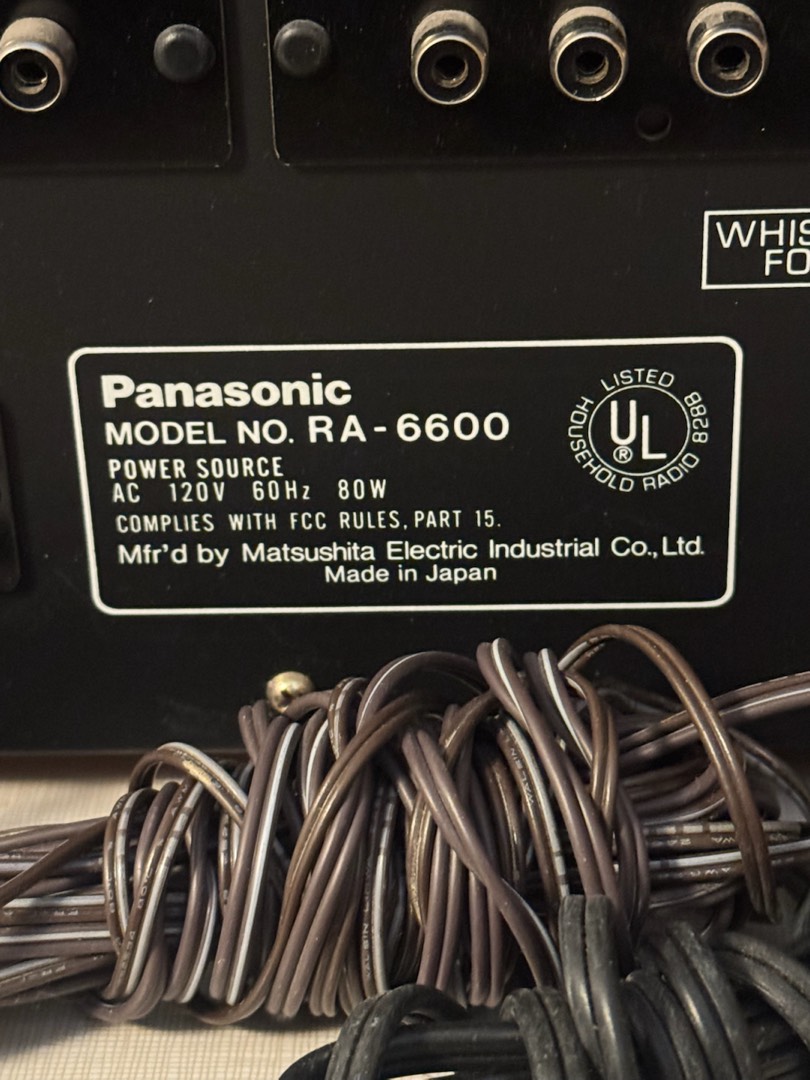 WHIS
FO
Panasonic
MODEL NO. RA-6600
POWER SOURCE
AC 120V 60Hz 80W
COMPLIES WITH FCC RULES, PART 15.
Mfr'd by Matsushita Electric Industrial Co., Ltd.
Made in Japan
LISTED 828B
UL®
HOUSEHOLD RADIO